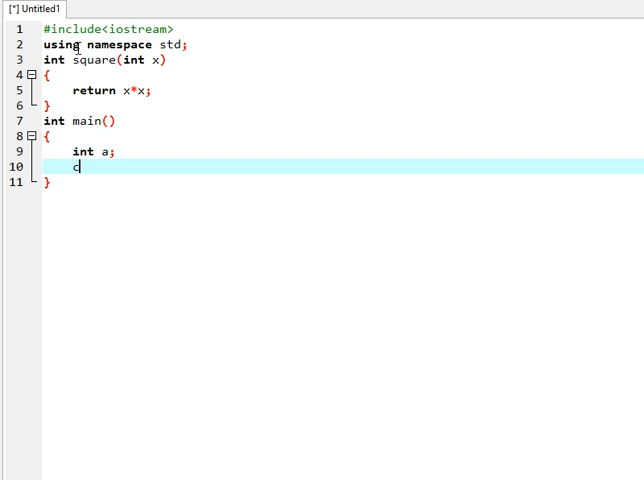 [*] Untitled1
1 #include<iostream>
2 using namespace std;
3 int square(int x)
4 {
5 return x*x;
6 }
7 int main()
8 {
9 int a;
10 c
11 }